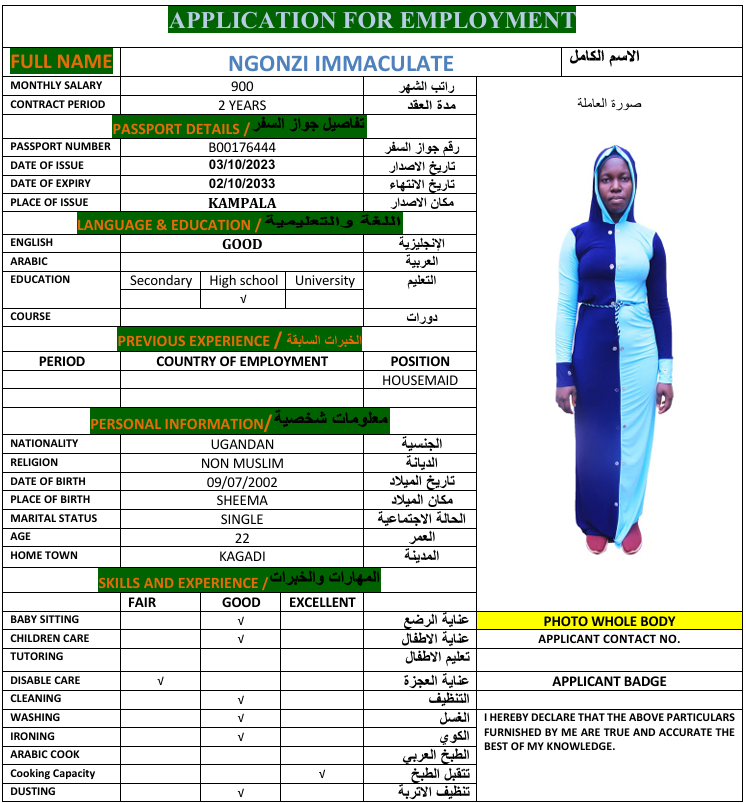 APPLICATION FOR EMPLOYMENT
FULL NAME NGONZI IMMACULATE الاسم الكامل
MONTHLY SALARY 900 راتب الشهر
CONTRACT PERIOD 2 YEARS مدة العقد
صورة العاملة
PASSPORT DETAILS / تفاصيل جواز السفر
PASSPORT NUMBER B00176444 رقم جواز السفر
DATE OF ISSUE 03/10/2023 تاريخ الاصدار
DATE OF EXPIRY 02/10/2033 تاريخ الانتهاء
PLACE OF ISSUE KAMPALA مكان الاصدار
LANGUAGE & EDUCATION / اللغة والتعليمية
ENGLISH GOOD الإنجليزية
ARABIC العربية
EDUCATION Secondary High school University التعليم
√
COURSE دورات
PREVIOUS EXPERIENCE / الخبرات السابقة
PERIOD COUNTRY OF EMPLOYMENT POSITION
HOUSEMAID
PERSONAL INFORMATION/ معلومات شخصية
NATIONALITY UGANDAN الجنسية
RELIGION NON MUSLIM الديانة
DATE OF BIRTH 09/07/2002 تاريخ الميلاد
PLACE OF BIRTH SHEEMA مكان الميلاد
MARITAL STATUS SINGLE الحالة الاجتماعية
AGE 22 العمر
HOME TOWN KAGADI المدينة
SKILLS AND EXPERIENCE / المهارات والخبرات
FAIR GOOD EXCELLENT
BABY SITTING √ عناية الرضع
CHILDREN CARE √ عناية الاطفال
TUTORING تعليم الاطفال
DISABLE CARE √ عناية العجزة
CLEANING √ التنظيف
WASHING √ الغسل
IRONING √ الكوي
ARABIC COOK الطبخ العربي
Cooking Capacity √ تتقبل الطبخ
DUSTING √ تنظيف الاتربة
PHOTO WHOLE BODY
APPLICANT CONTACT NO.
APPLICANT BADGE
I HEREBY DECLARE THAT THE ABOVE PARTICULARS
FURNISHED BY ME ARE TRUE AND ACCURATE THE
BEST OF MY KNOWLEDGE.